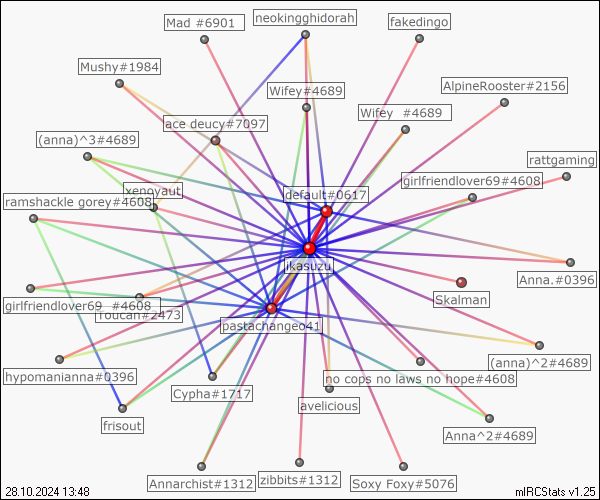 neokingghidorah
Mad #6901
fakedingo
Mushy#1984
AlpineRooster#2156
Wifey#4689
Wifey #4689
ace deucy#7097
(anna)^3#4689
rattgaming
girlfriendlover69#4608
xenoyaut
default#0617
ramshackle gorey#4608
ikasuzu
Anna.#0396
Skalman
girlfriendlover69_#4608
Toucan#2473
pastachangeo41
(anna)^2#4689
hypomanianna#0396
no cops no laws no hope#4608
Cypha#1717
avelicious
frisout
Anna^2#4689
Annarchist#1312
zibbits#1312
Soxy Foxy#5076
28.10.2024 13:48
mIRCStats v1.25